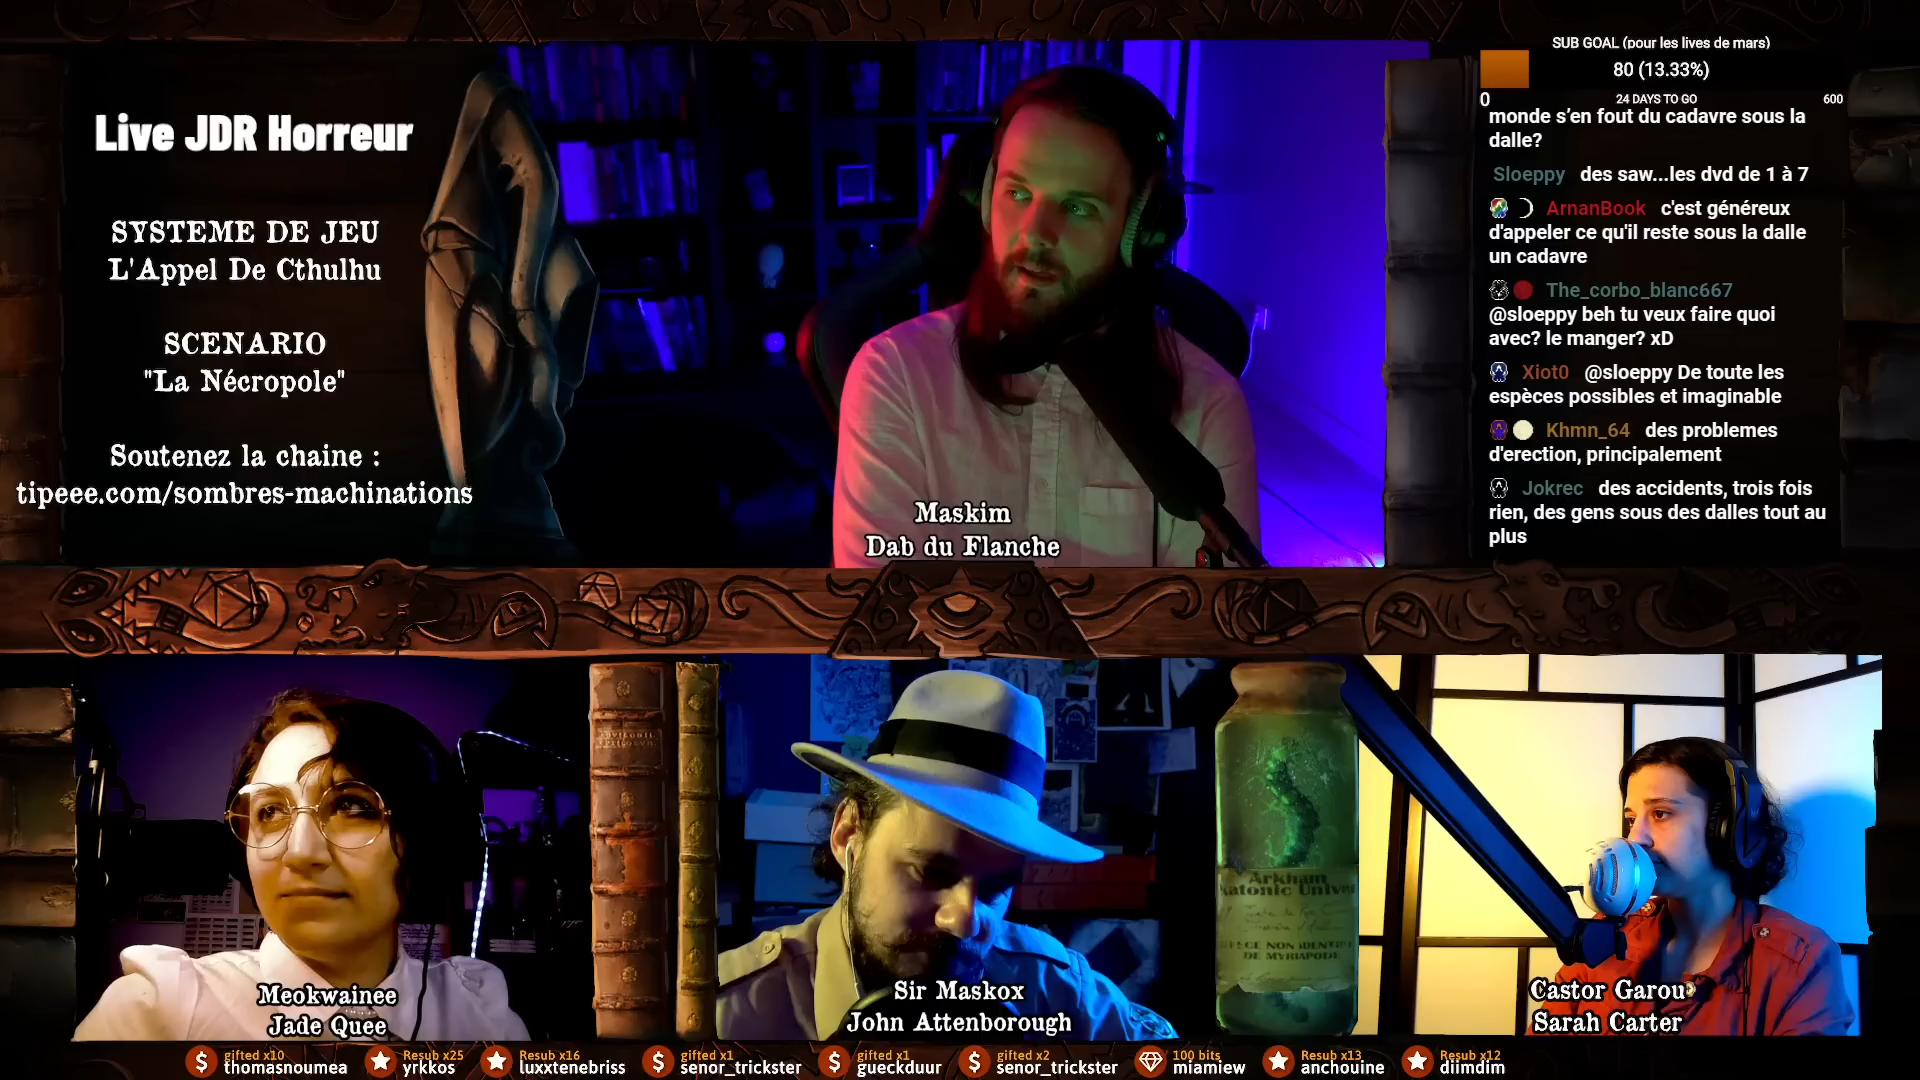 Live JDR Horreur
SYSTEME DE JEU
L'Appel De Cthulhu
SCENARIO
"La Nécropole"
Soutenez la chaine :
tipeee.com/sombres-machinations
Maskim
Dab du Flanche
SUB GOAL (pour les lives de mars)
80 (13.33%)
0
24 DAYS TO GO
600
monde s'en fout du cadavre sous la
dalle?
Sloeppy des saw...les dvd de 1 à 7
ArnanBook c'est généreux
d'appeler ce qu'il reste sous la dalle
un cadavre
The_corbo_blanc667
@sloeppy beh tu veux faire quoi
avec? le manger? xD
Xiot0 @sloeppy De toute les
espèces possibles et imaginable
Khmn_64 des problemes
d'erection, principalement
Jokrec des accidents, trois fois
rien, des gens sous des dalles tout au
plus
Meokwainee
Jade Quee
Sir Maskox
John Attenborough
Arkham
katonic Univer
DE MYRIAPODE
Castor Garou
Sarah Carter
gifted x10
thomasnoumea
Resub x25
yrkkos
Resub x16
luxxtenebriss
gifted x1
senor_trickster
gifted x1
gueckduur
gifted x2
senor_trickster
100 bits
miamiew
Resub x13
anchouine
Resub x12
diimdim